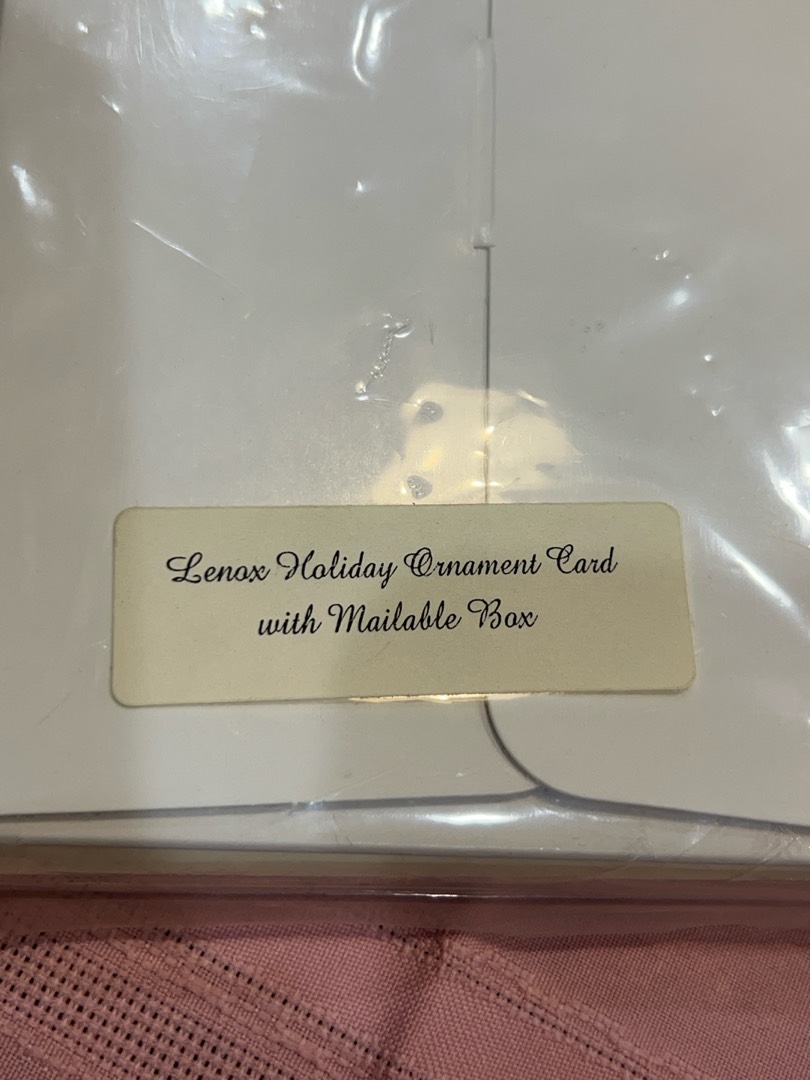 Lenox Holiday Ornament Card
with Mailable Box